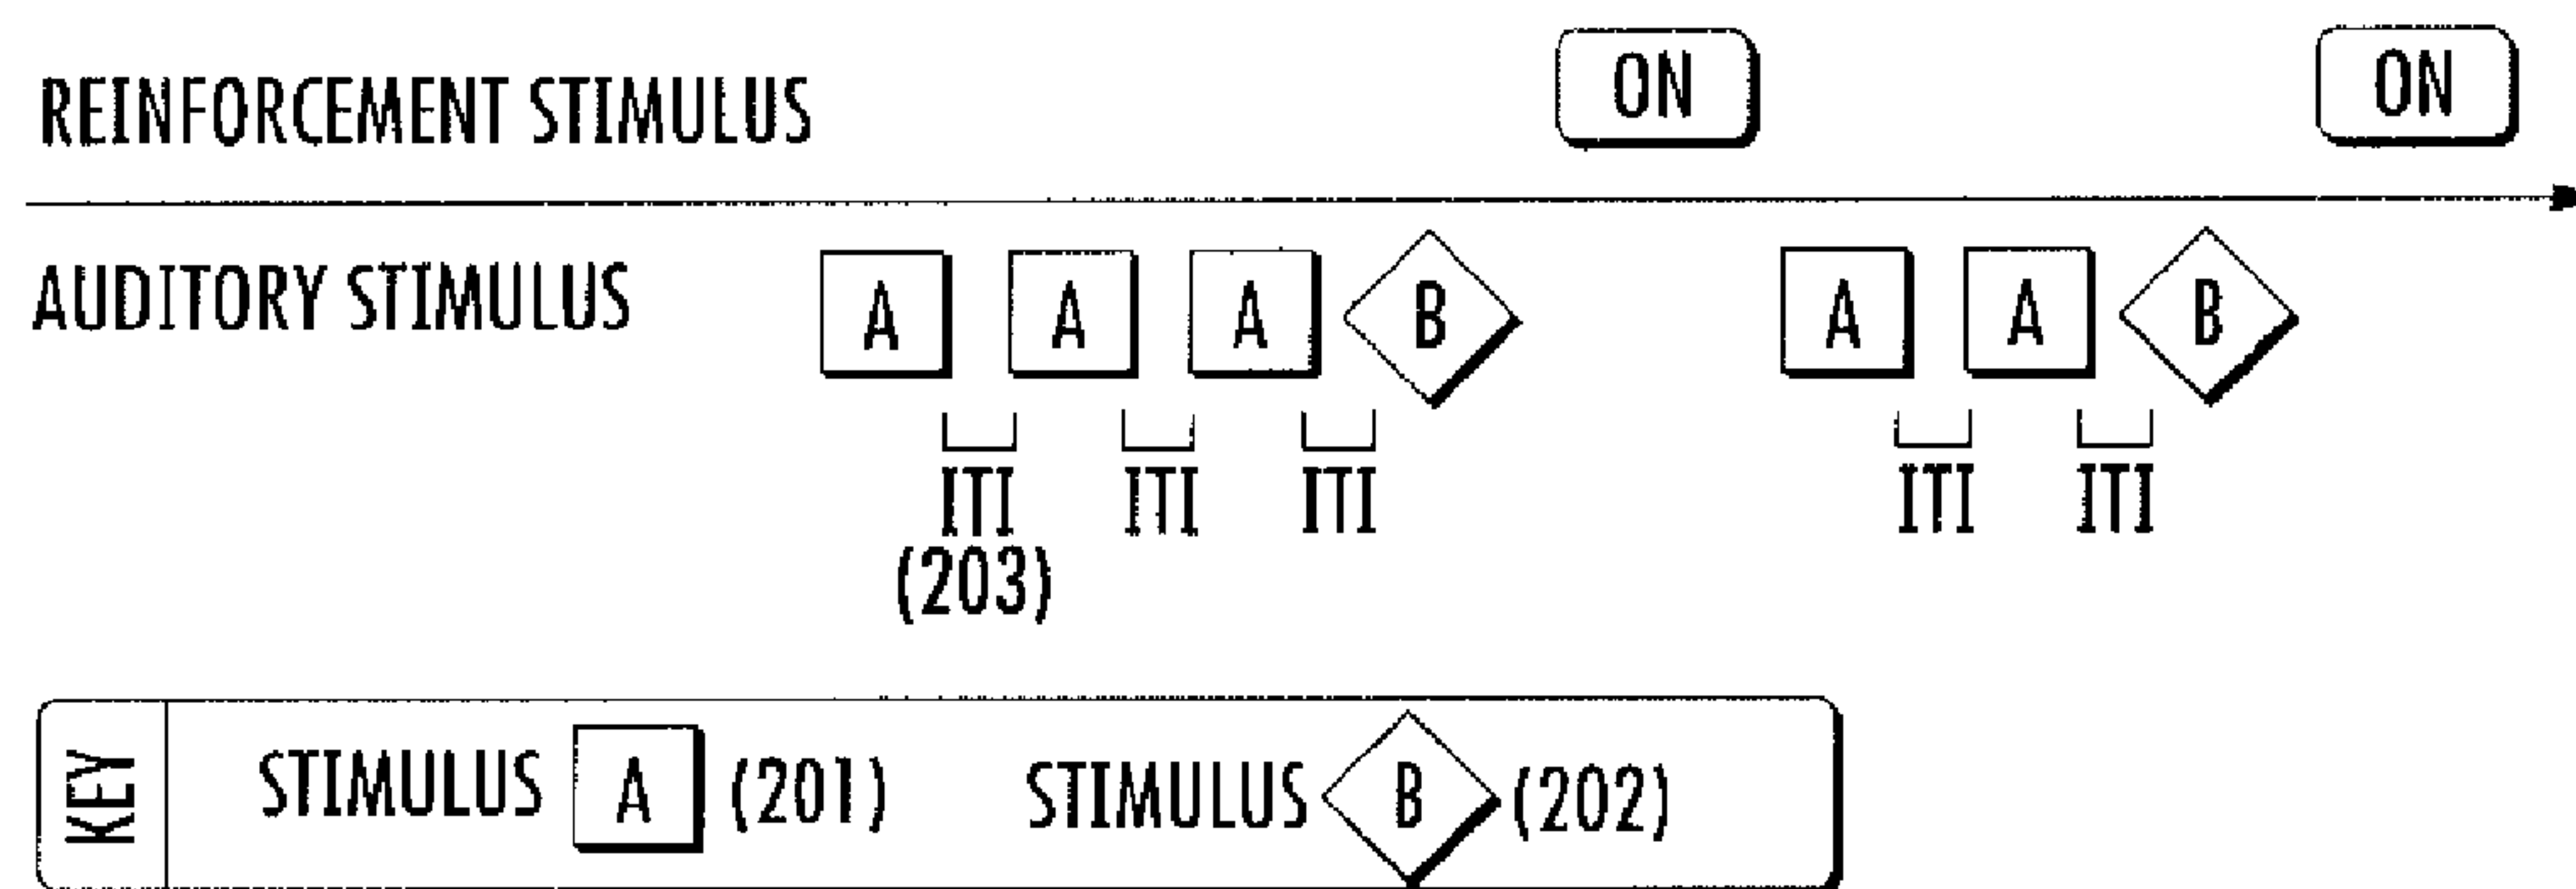 ON ON
REINFORCEMENT STIMULUS
AUDITORY STIMULUS A A A B A A B
ITI ITI ITI ITI ITI
(203)
KEY STIMULUS A (201) STIMULUS B (202)